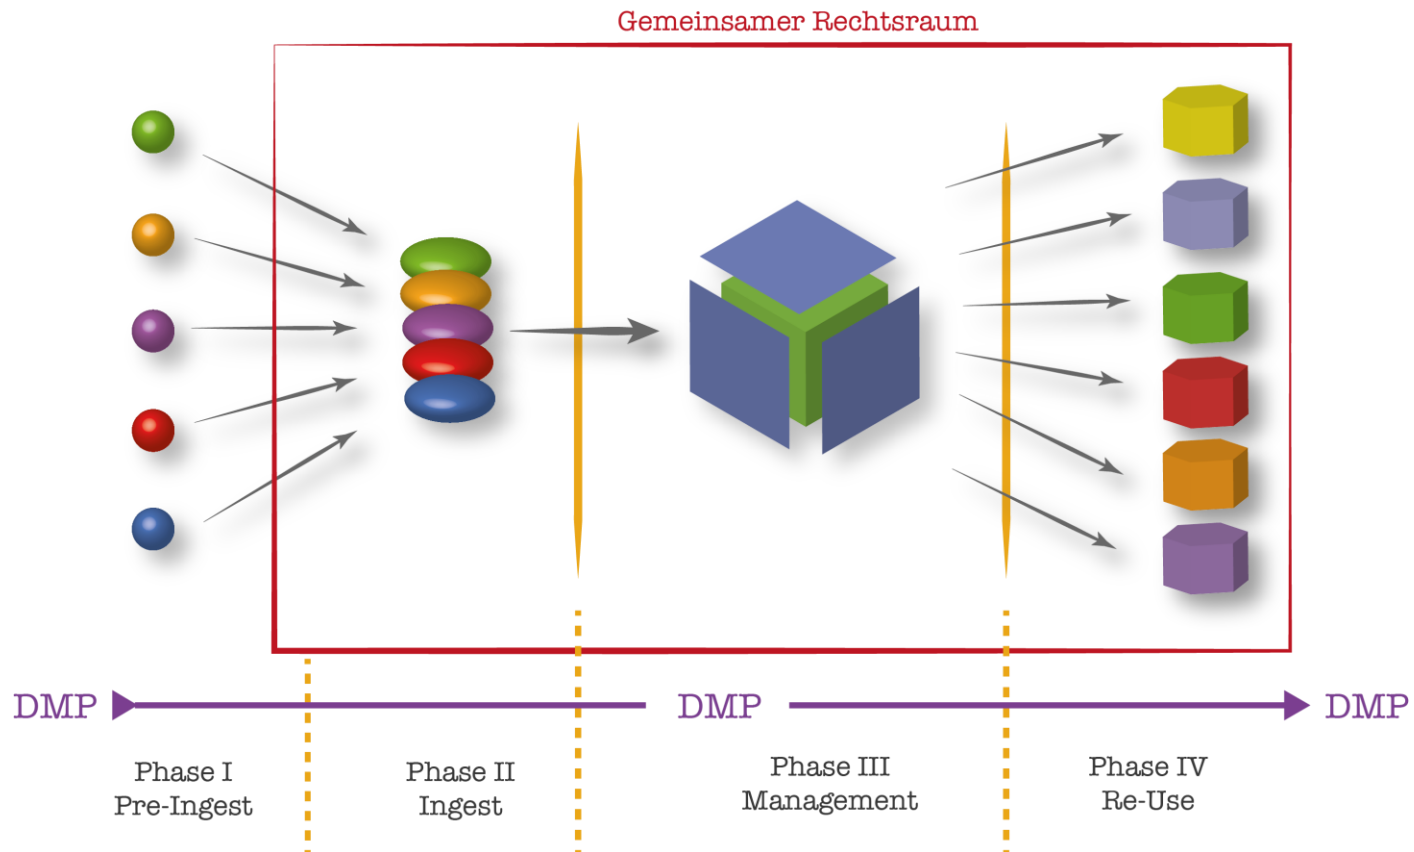 Gemeinsamer Rechtsraum
DMP
DMP
DMP
Phase I
Pre-Ingest
Phase II
Ingest
Phase III
Management
Phase IV
Re-Use